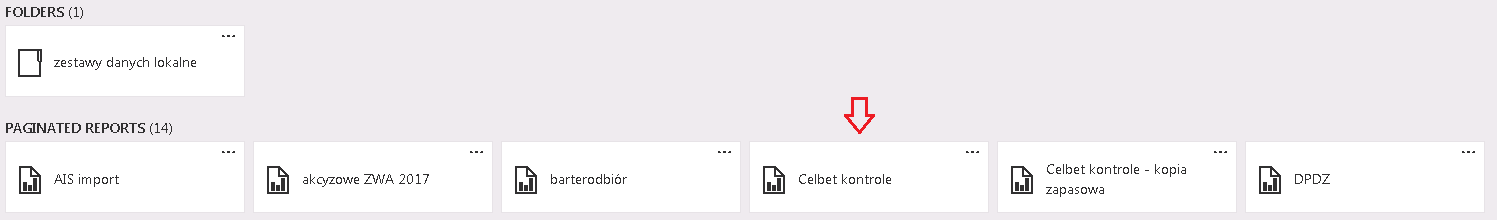 FOLDERS (1)
zestawy danych lokalne
PAGINATED REPORTS (14)
AIS import
akcyzowe ZWA 2017
barterodbiór
Celbet kontrole
Celbet kontrole - kopia
zapasowa
DPDZ